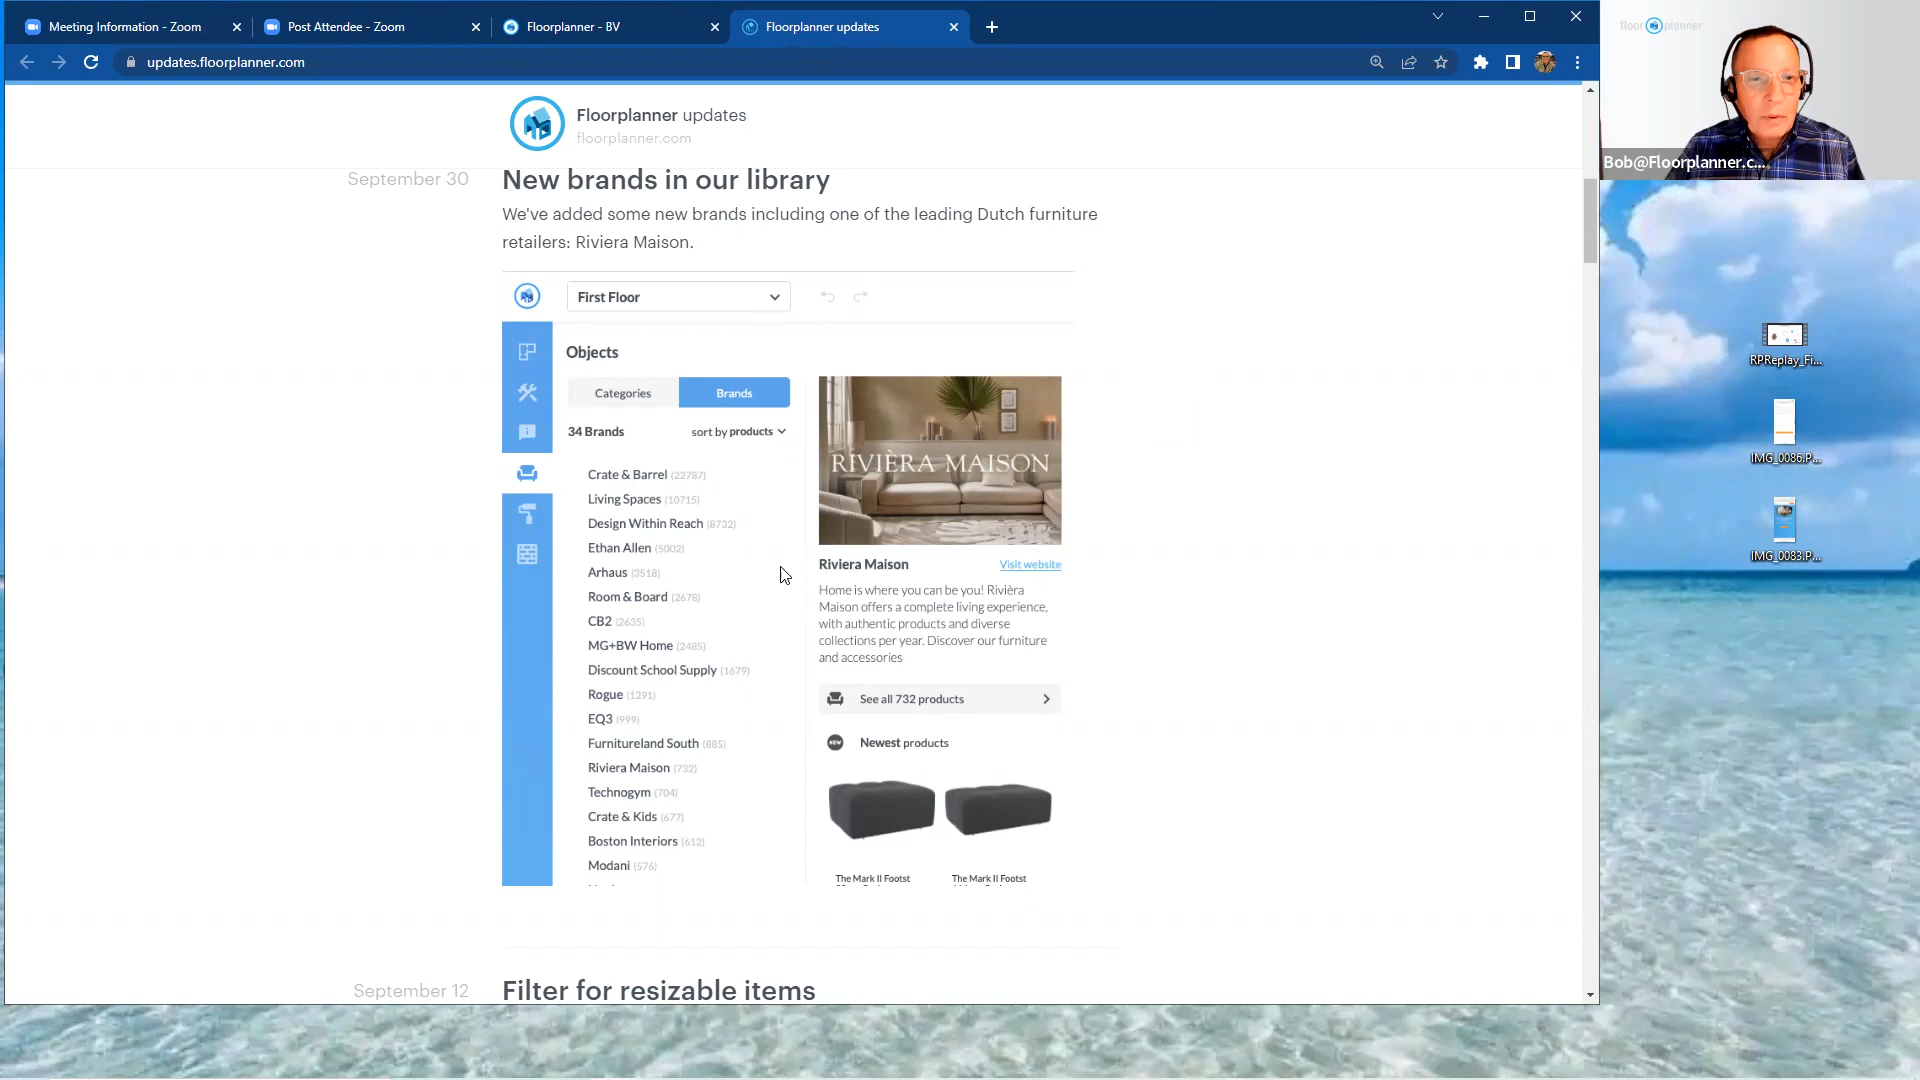 Meeting Information - Zoom
Post Attendee - Zoom
Floorplanner - BV
Floorplanner updates
updates.floorplanner.com
floor planner
Bob@Floorplanner.c...
Floorplanner updates
floorplanner.com
September 30
New brands in our library
We've added some new brands including one of the leading Dutch furniture
retailers: Riviera Maison.
First Floor
Objects
Categories
Brands
34 Brands
sort by products
Crate & Barrel (22787)
Living Spaces (10715)
Design Within Reach (8732)
Ethan Allen (5002)
Arhaus (3518)
Room & Board (2678)
CB2 (2635)
MG+BW Home (2485)
Discount School Supply (1679)
Rogue (1291)
EQ3 (999)
Furnitureland South (885)
Riviera Maison (732)
Technogym (704)
Crate & Kids (677)
Boston Interiors (612)
Modani (576)
RIVIÈRA MAISON
Riviera Maison
Visit website
Home is where you can be you! Rivièra
Maison offers a complete living experience,
with authentic products and diverse
collections per year. Discover our furniture
and accessories
See all 732 products
NEW
Newest products
The Mark II Footst
The Mark II Footst
September 12
Filter for resizable items
RPReplay_Fi...
IMG_0086.P...
IMG_0083.P...